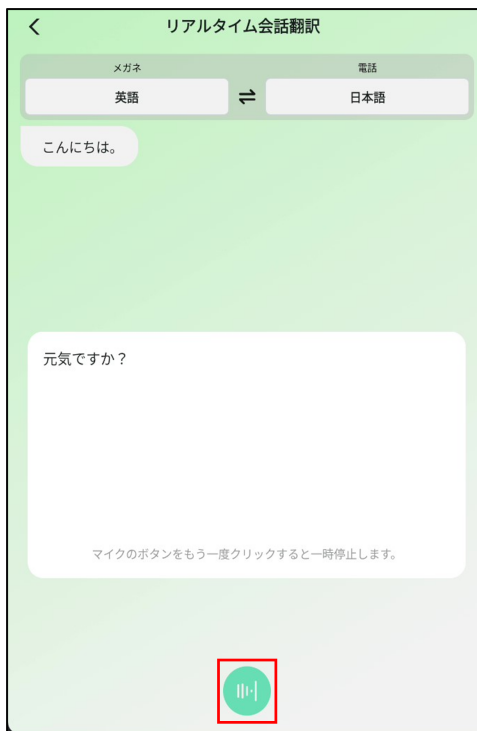 リアルタイム会話翻訳
メガネ
電話
英語
日本語
こんにちは。
元気ですか？
マイクのボタンをもう一度クリックすると一時停止します。